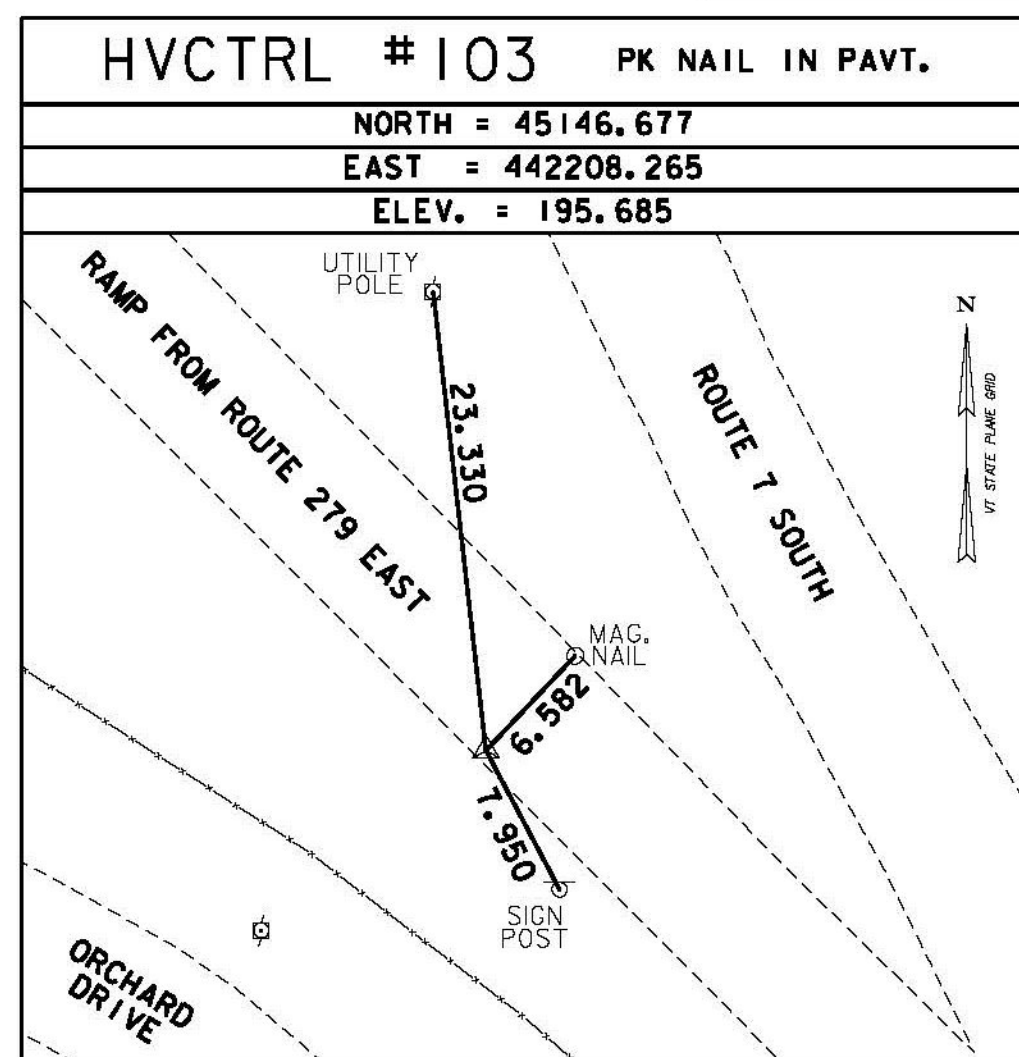 HVCTRL #103 PK NAIL IN PAVT.
NORTH = 45146.677
EAST = 442208.265
ELEV. = 195.685
UTILITY
POLE
RAMP FROM ROUTE 279 EAST
23.330
ROUTE 7 SOUTH
N
VT STATE PLANE GRID
MAG.
NAIL
6.582
7.950
SIGN
POST
ORCHARD
DRIVE